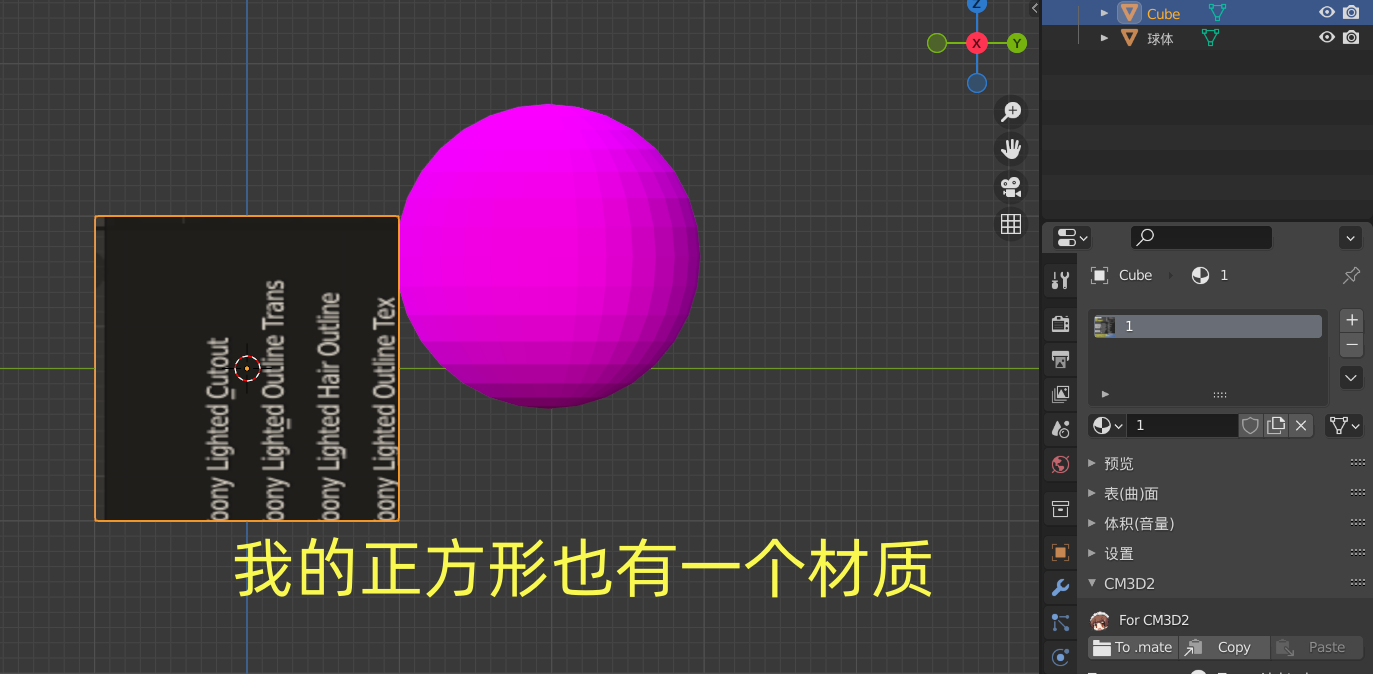 Z
X
Y
Cube
球体
Cube
1
1
1
预览
表(曲)面
体积(音量)
设置
CM3D2
For CM3D2
To .mate
Copy
Paste
oony Lighted Cutout
oony Lighted Outline Trans
oony Lighted Hair Outline
oony Lighted Outline Tex
我的正方形也有一个材质